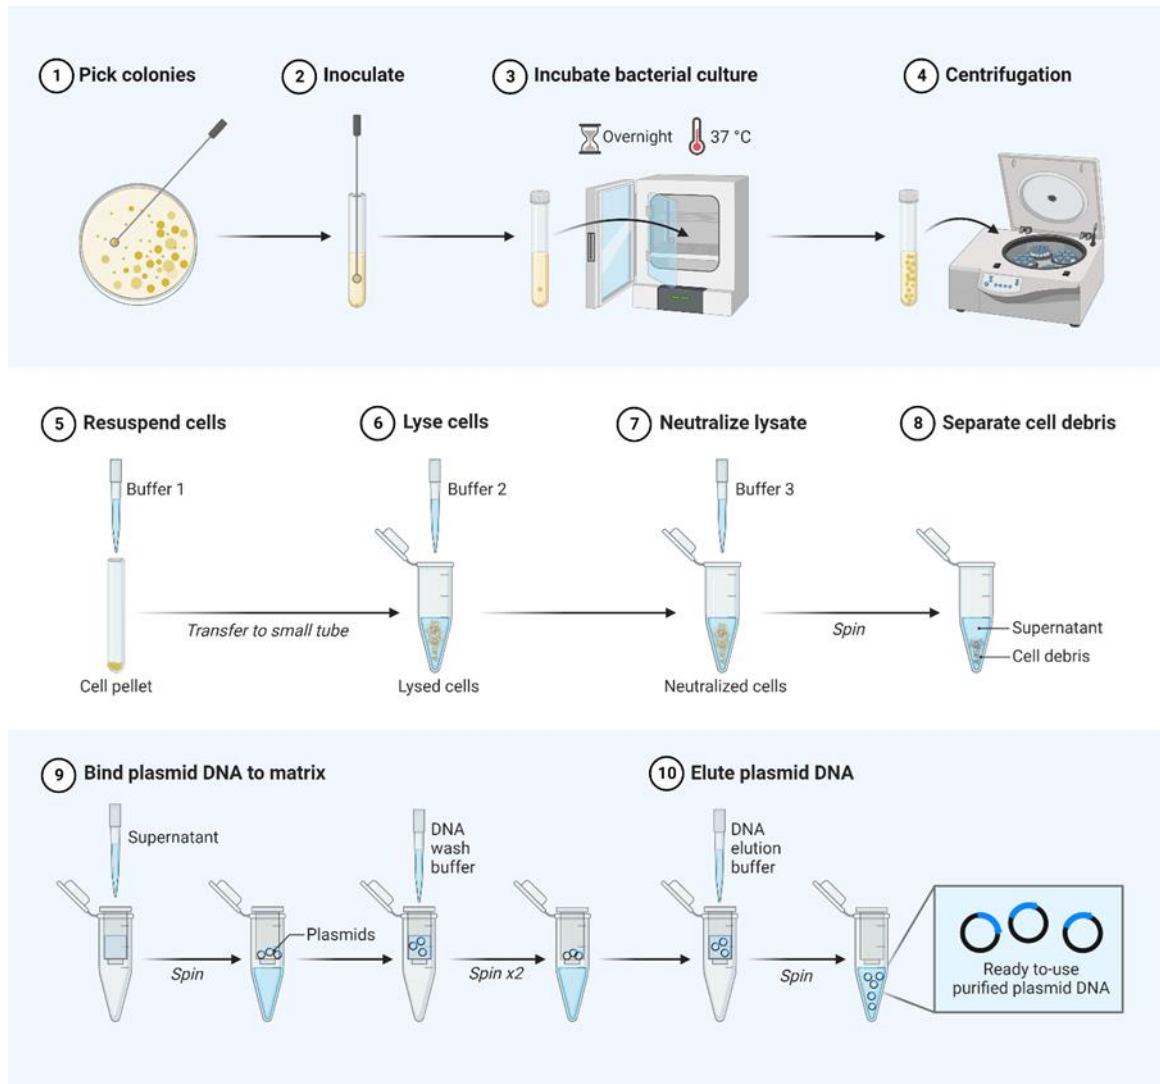 1 Pick colonies
2 Inoculate
3 Incubate bacterial culture
Overnight
37 °C
4 Centrifugation
5 Resuspend cells
Buffer 1
Transfer to small tube
Cell pellet
6 Lyse cells
Buffer 2
Lysed cells
7 Neutralize lysate
Buffer 3
Spin
Neutralized cells
8 Separate cell debris
Supernatant
Cell debris
9 Bind plasmid DNA to matrix
Supernatant
Spin
Plasmids
DNA
wash
buffer
Spin x2
10 Elute plasmid DNA
DNA
elution
buffer
Spin
Ready to-use
purified plasmid DNA